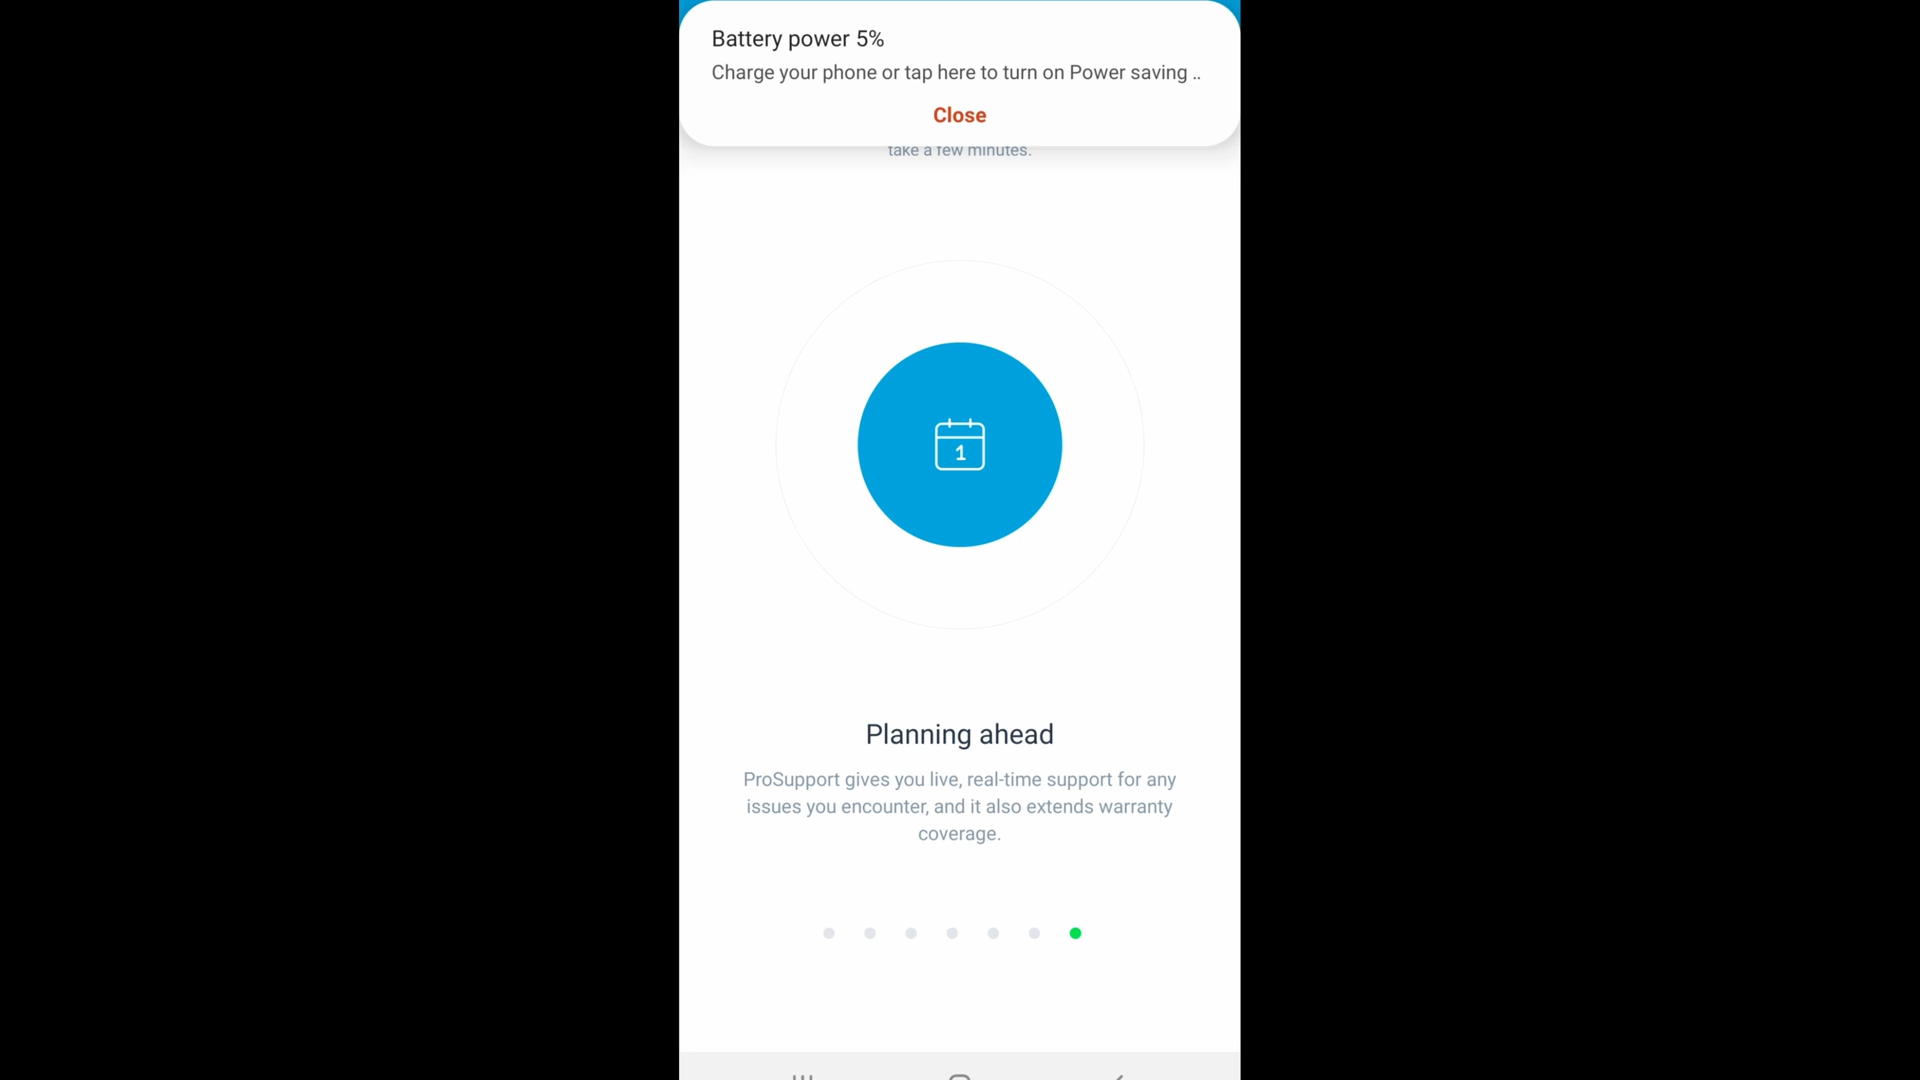 Battery power 5%
Charge your phone or tap here to turn on Power saving ..
Close
take a few minutes.
1
Planning ahead
ProSupport gives you live, real-time support for any
issues you encounter, and it also extends warranty
coverage.